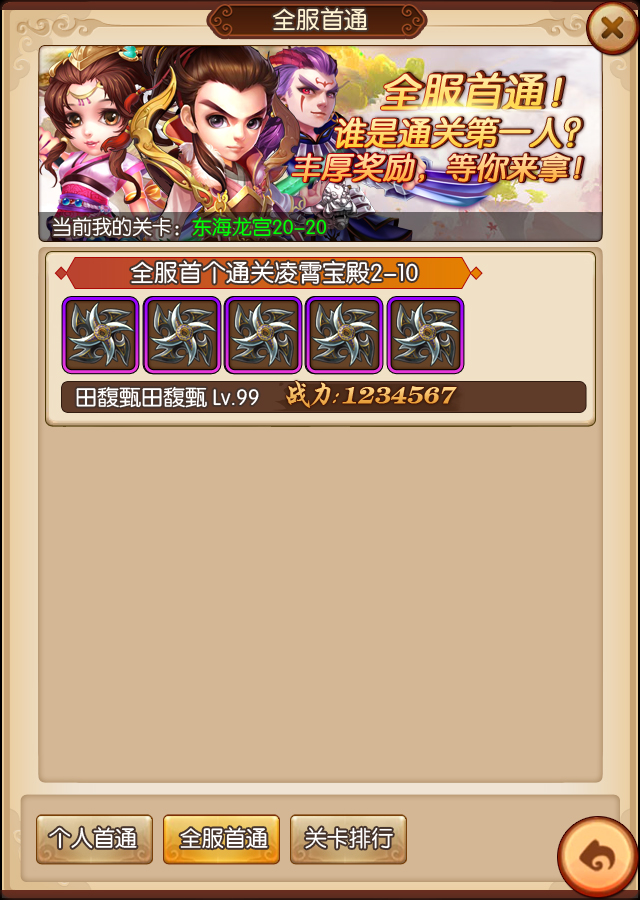 全服首通
全服首通！
谁是通关第一人？
丰厚奖励，等你来拿！
当前我的关卡：东海龙宫20-20
全服首个通关凌霄宝殿2-10
田馥甄田馥甄 Lv.99 战力:1234567
个人首通 全服首通 关卡排行